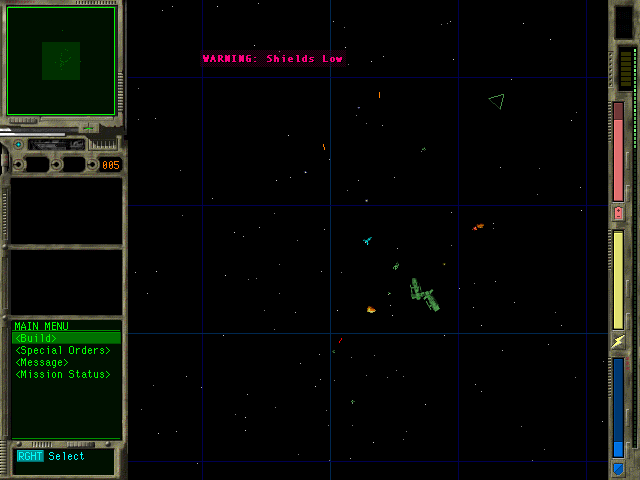 WARNING: Shields Low
005
MAIN MENU
<Build>
<Special Orders>
<Message>
<Mission Status>
RGHT Select